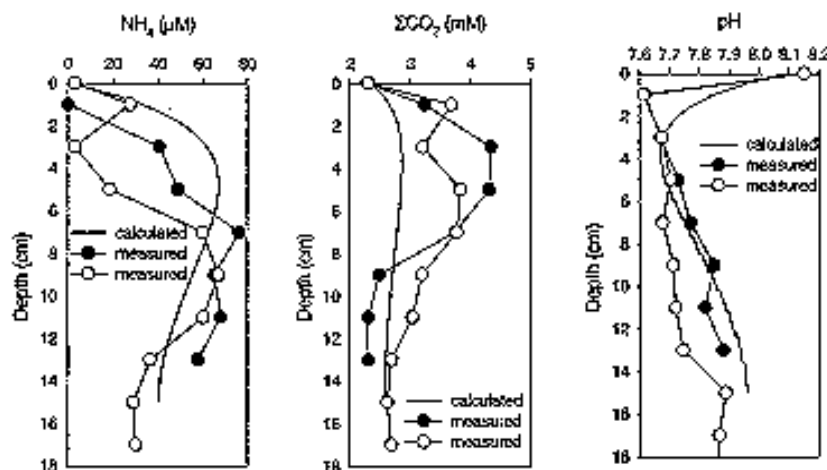 NH₄ (µM)
0 20 40 60 80
Depth (cm)
0
2
4
6
8
10
12
14
16
18
calculated
measured
measured
ΣCO₂ (mM)
2 3 4 5
Depth (cm)
0
2
4
6
8
10
12
14
16
18
calculated
measured
measured
pH
7.6 7.7 7.8 7.9 8.0 8.1 8.2
Depth (cm)
0
2
4
6
8
10
12
14
16
18
calculated
measured
measured